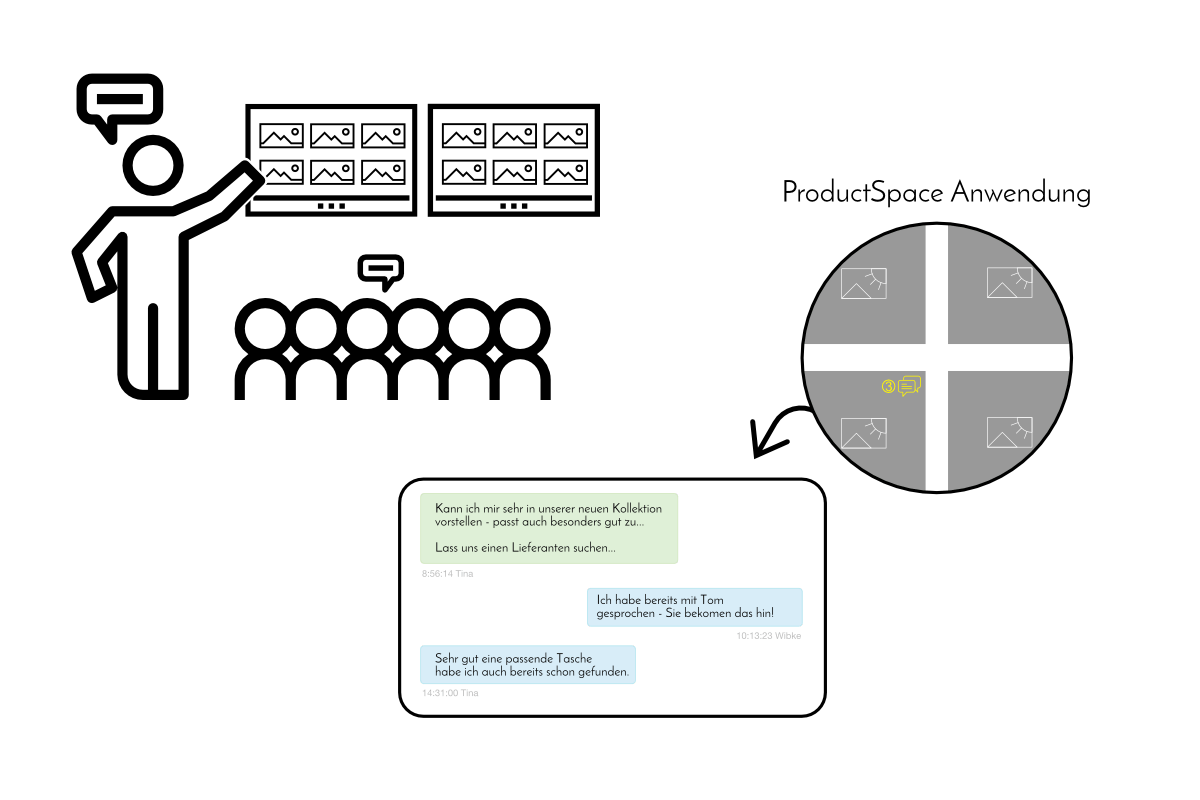 ProductSpace Anwendung
3
Kann ich mir sehr in unserer neuen Kollektion
vorstellen - passt auch besonders gut zu...
Lass uns einen Lieferanten suchen...
8:56:14 Tina
Ich habe bereits mit Tom
gesprochen - Sie bekomen das hin!
10:13:23 Wibke
Sehr gut eine passende Tasche
habe ich auch bereits schon gefunden.
14:31:00 Tina